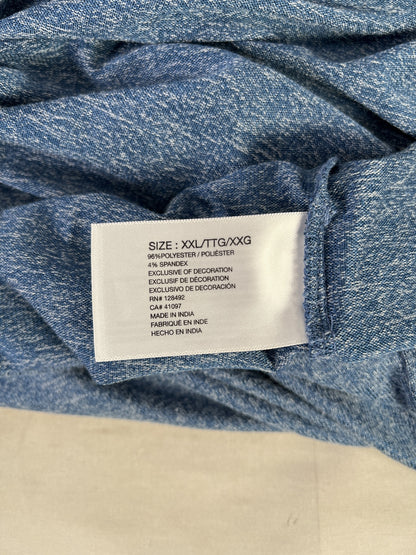 SIZE : XXL/TTG/XXG
96%POLYESTER / POLIÉSTER
4% SPANDEX
EXCLUSIVE OF DECORATION
EXCLUSIF DE DÉCORATION
EXCLUSIVO DE DECORACIÓN
RN# 128492
CA# 41097
MADE IN INDIA
FABRIQUÉ EN INDE
HECHO EN INDIA